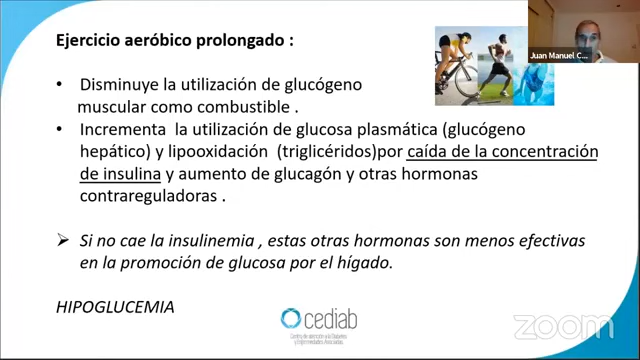 Ejercicio aeróbico prolongado :
Juan Manuel C...
• Disminuye la utilización de glucógeno
muscular como combustible .
• Incrementa la utilización de glucosa plasmática (glucógeno
hepático) y lipooxidación (triglicéridos)por caída de la concentración
de insulina y aumento de glucagón y otras hormonas
contrareguladoras .
➢ Si no cae la insulinemia , estas otras hormonas son menos efectivas
en la promoción de glucosa por el hígado.
HIPOGLUCEMIA
cediab
zoom